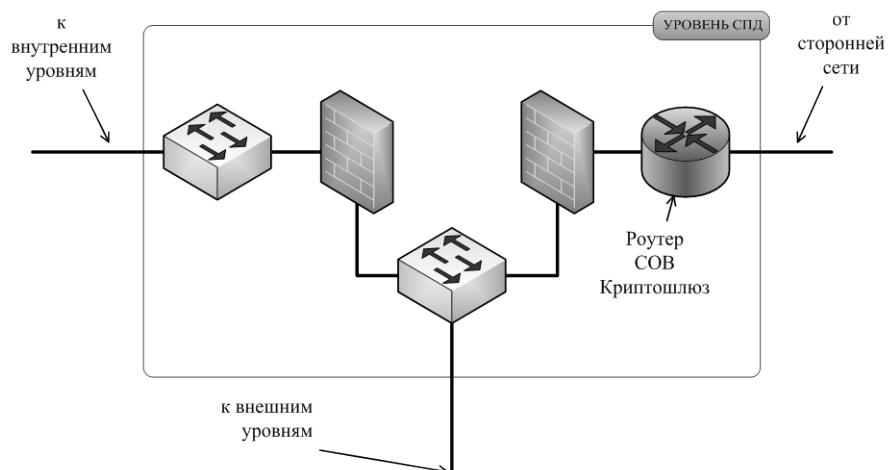 к
внутренним
уровням
УРОВЕНЬ СПД
от
сторонней
сети
Роутер
СОВ
Криптошлюз
к внешним
уровням